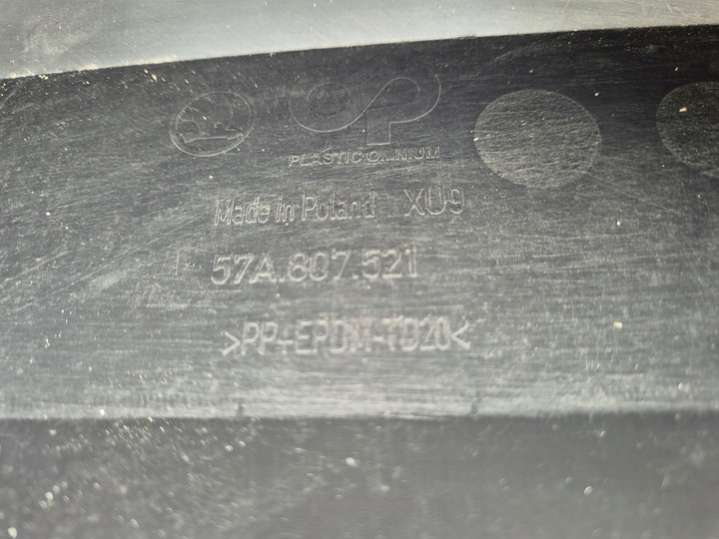 PLASTIC OMNIUM
Made in Poland XU9
57A.807.521
>PP+EPDM-TD20<